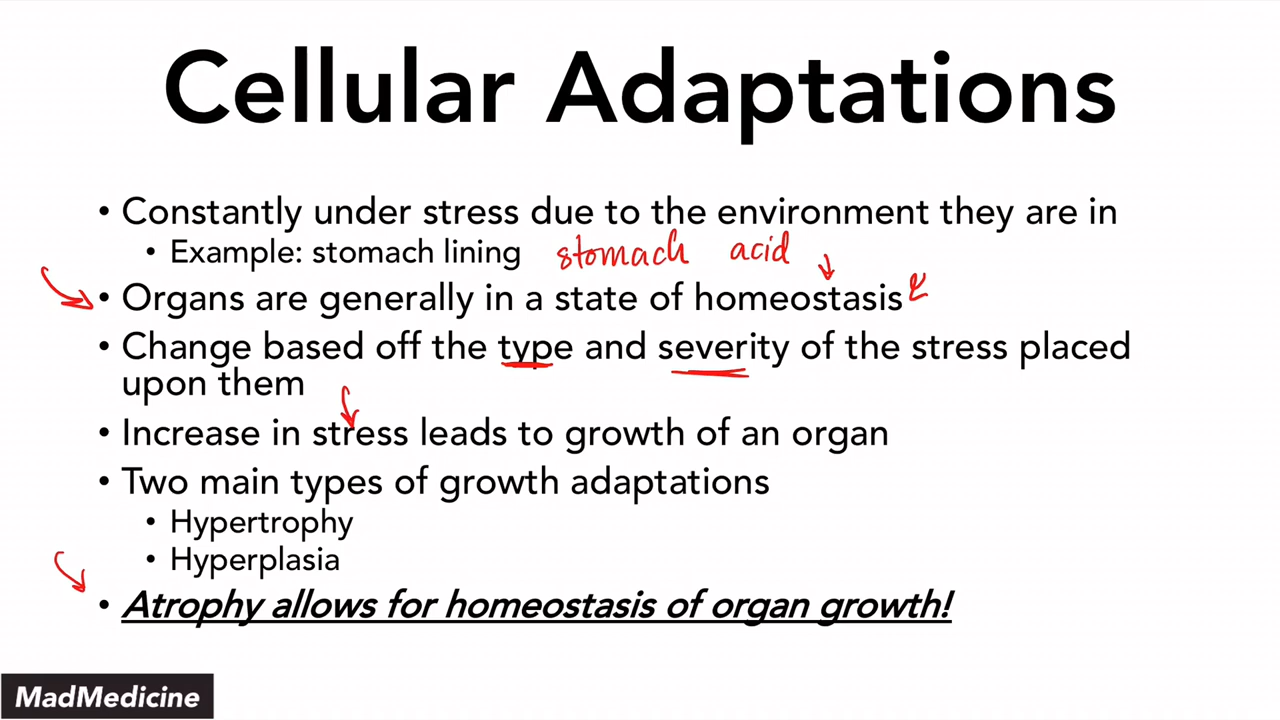 Cellular Adaptations
• Constantly under stress due to the environment they are in
• Example: stomach lining stomach acid
• Organs are generally in a state of homeostasis
• Change based off the type and severity of the stress placed
upon them
• Increase in stress leads to growth of an organ
• Two main types of growth adaptations
• Hypertrophy
• Hyperplasia
• Atrophy allows for homeostasis of organ growth!
MadMedicine